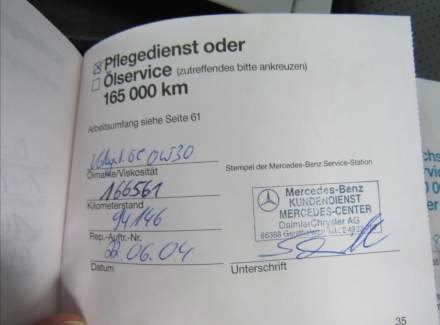 ☒ Pflegedienst oder
☐ Ölservice (zutreffendes bitte ankreuzen)
165 000 km
Arbeitsumfang siehe Seite 61
0W30
Ölmarke/Viskosität
Stempel der Mercedes-Benz Service-Station
166561
Kilometerstand
94146
Rep.-Auftr.-Nr.
06.04
Datum
Mercedes-Benz
KUNDENDIENST
MERCEDES-CENTER
DaimlerChrysler AG
Unterschrift
35